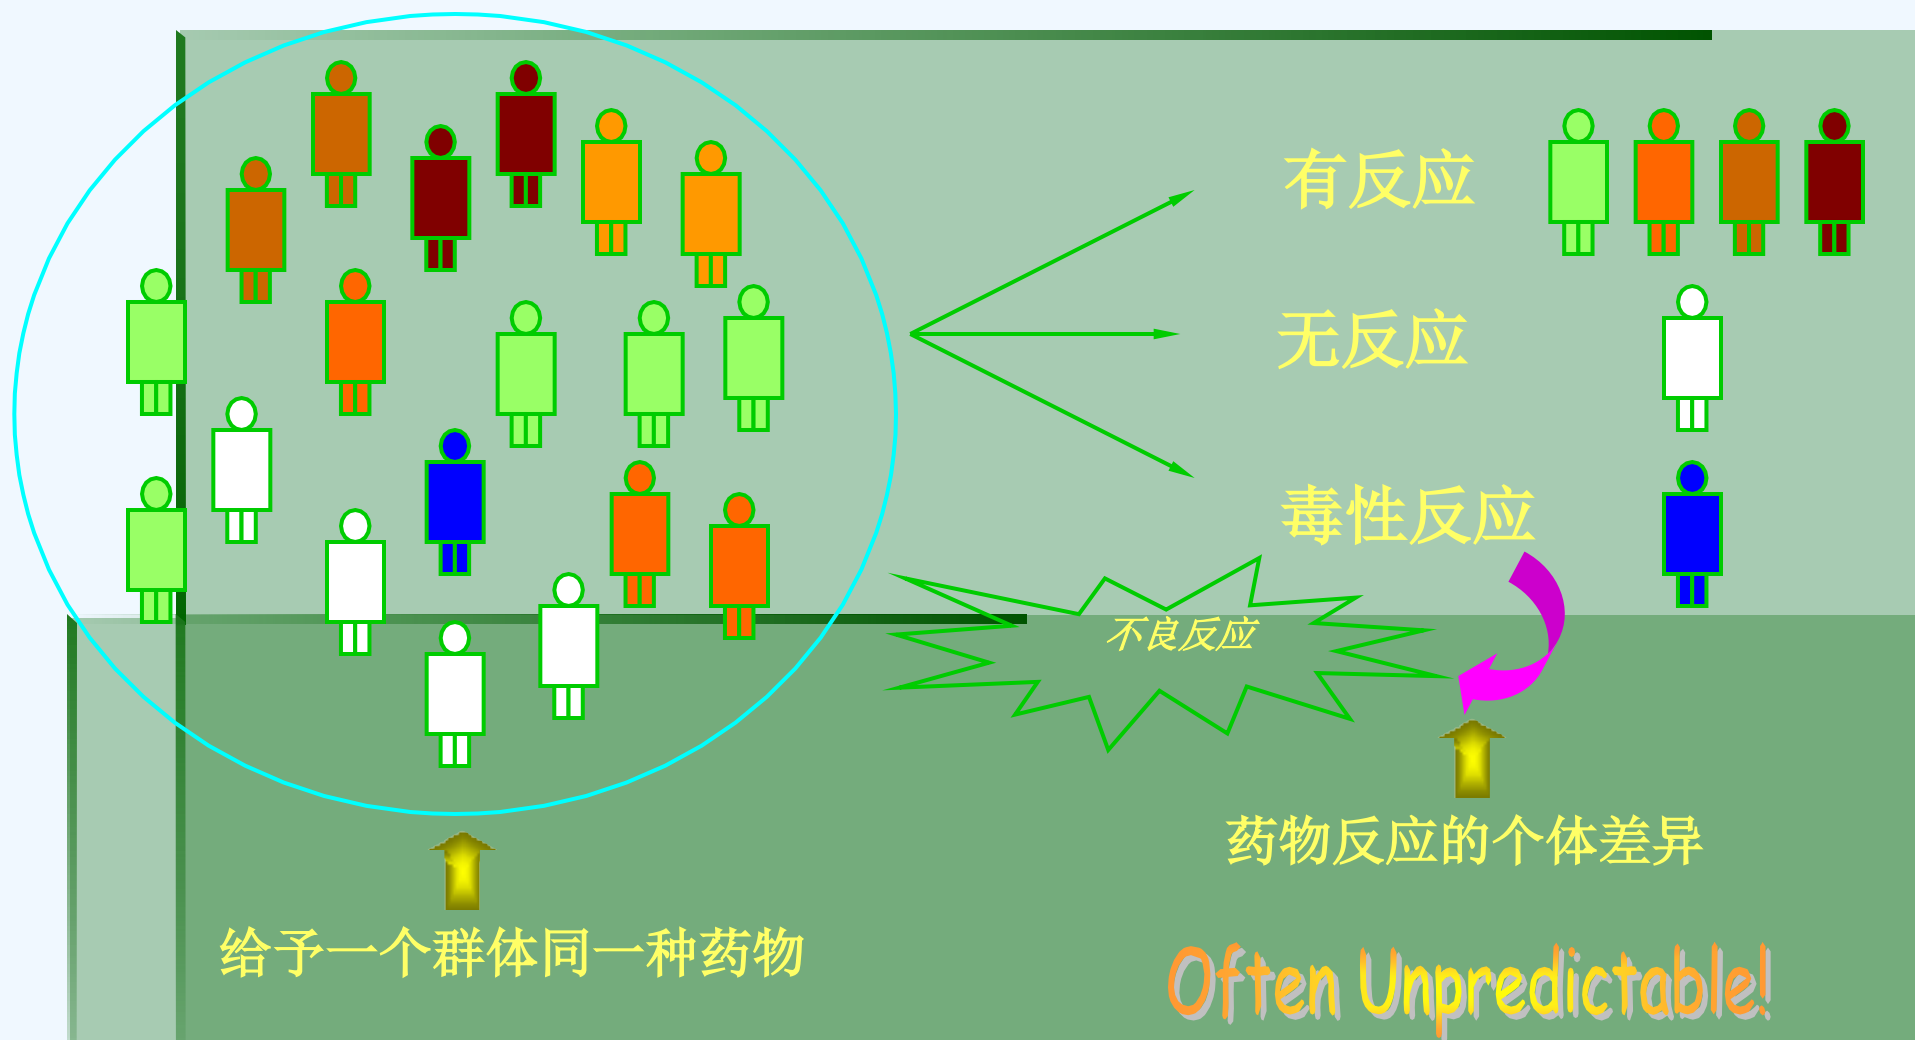 有反应
无反应
毒性反应
不良反应
药物反应的个体差异
给予一个群体同一种药物
Often Unpredictable!